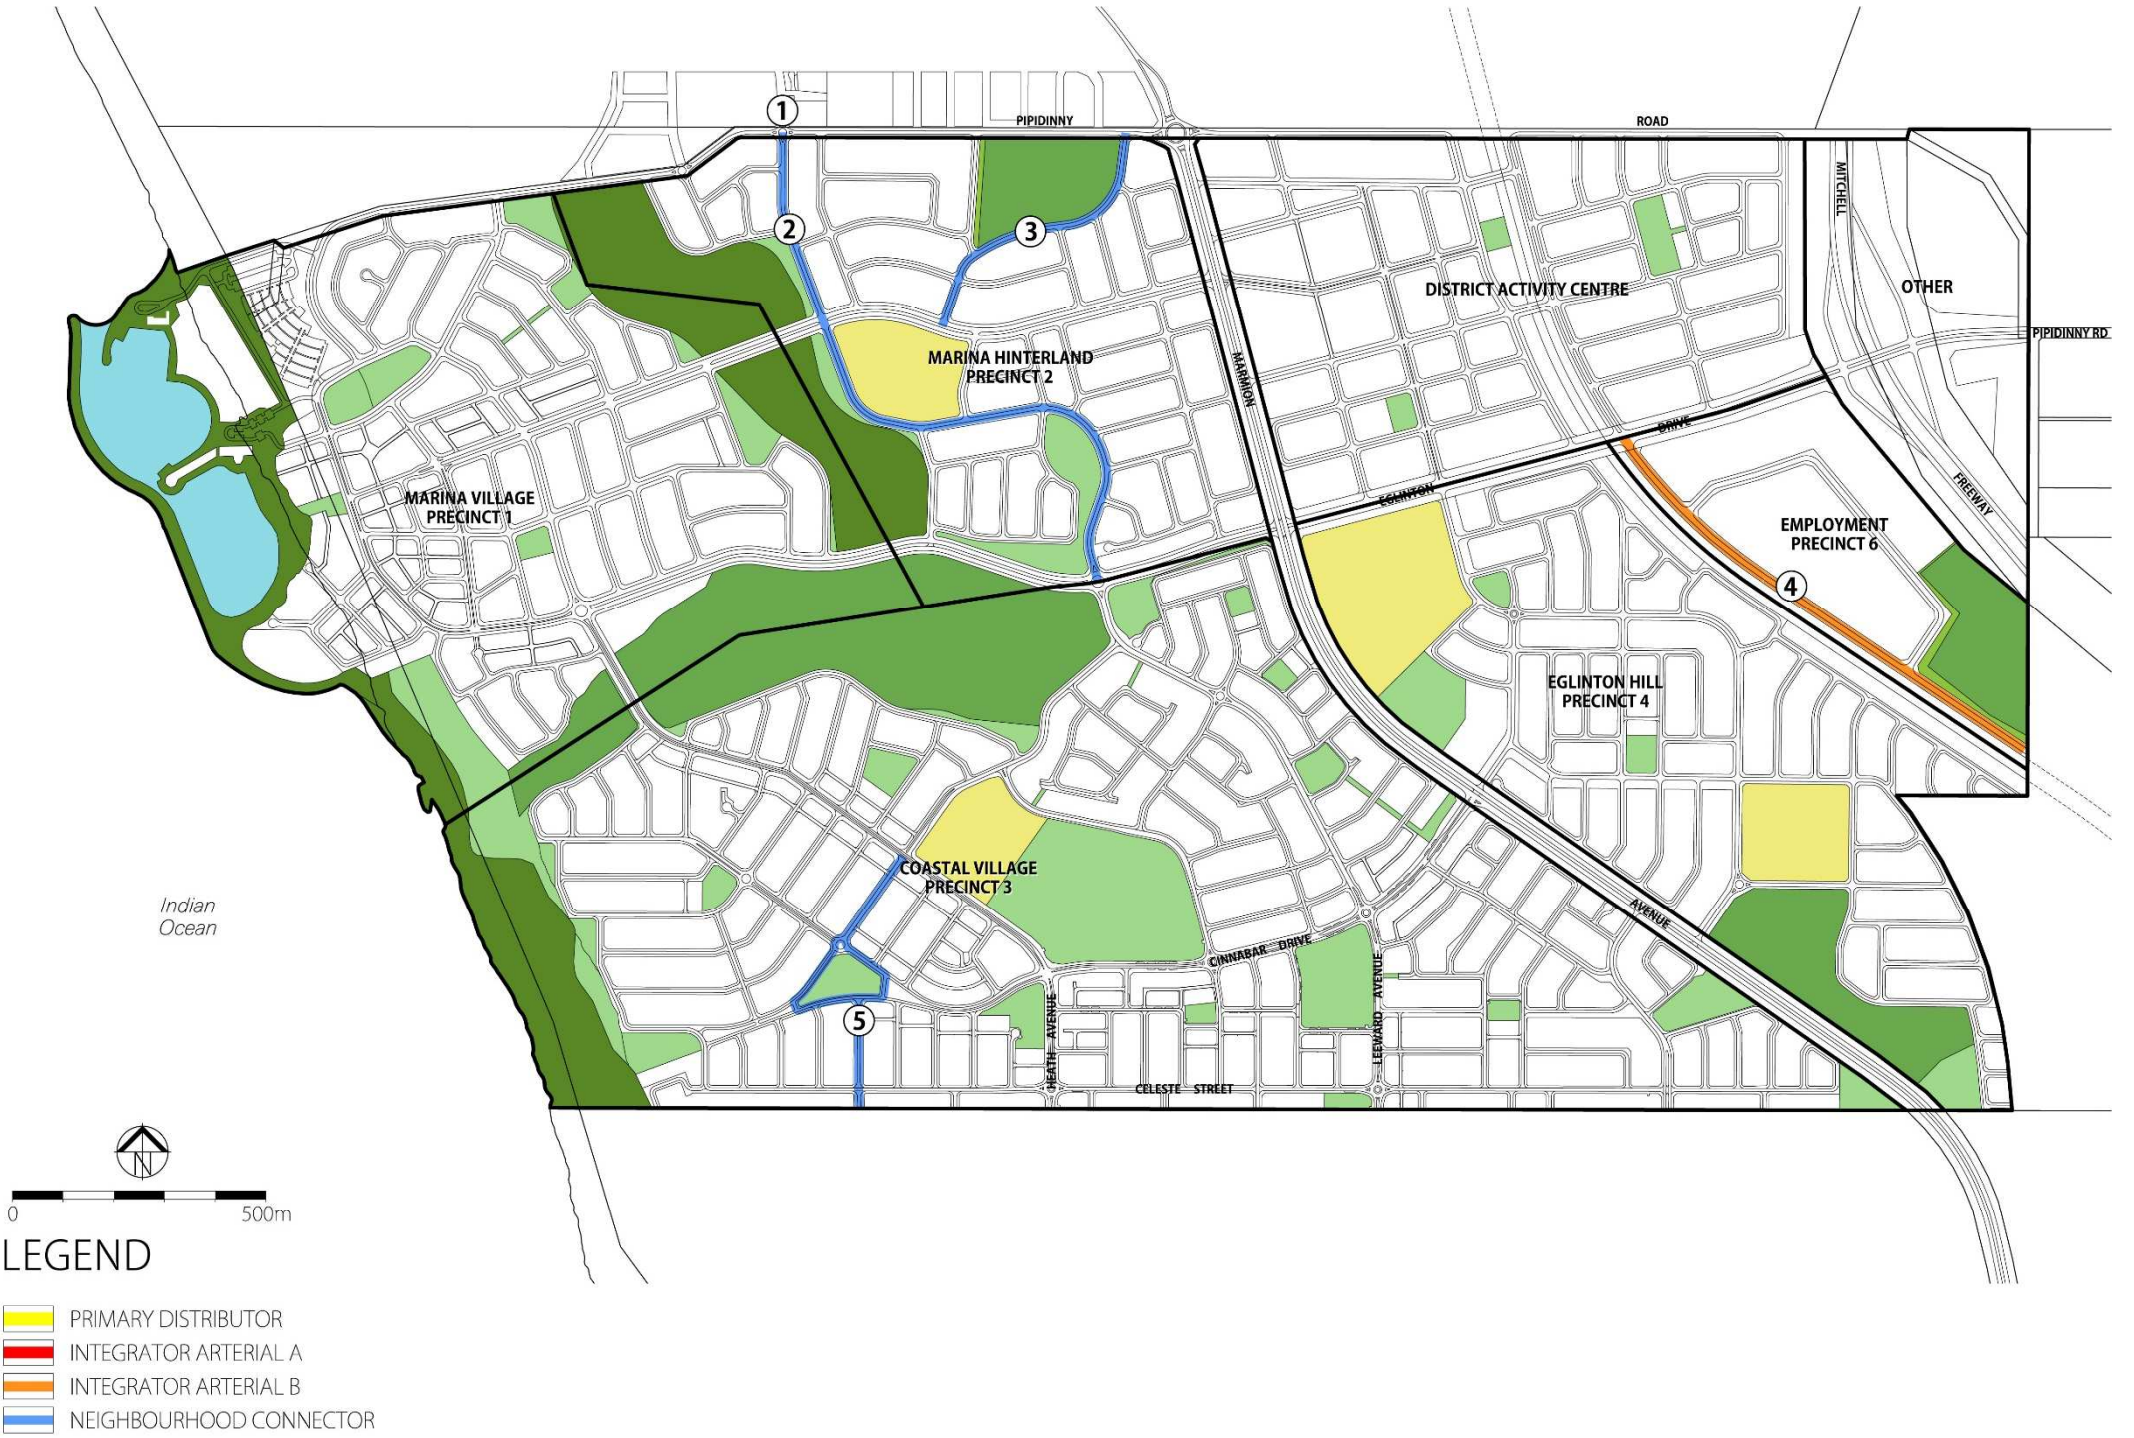 1
PIPIDINNY
ROAD
MITCHELL
2
3
DISTRICT ACTIVITY CENTRE
OTHER
PIPIDINNY RD
MARINA HINTERLAND
PRECINCT 2
MARMION
DRIVE
EGLINTON
FREEWAY
MARINA VILLAGE
PRECINCT 1
EMPLOYMENT
PRECINCT 6
4
EGLINTON HILL
PRECINCT 4
COASTAL VILLAGE
PRECINCT 3
Indian
Ocean
AVENUE
CINNABAR DRIVE
5
HEATH AVENUE
LEEWARD AVENUE
CELESTE STREET
N
0
500m
LEGEND
PRIMARY DISTRIBUTOR
INTEGRATOR ARTERIAL A
INTEGRATOR ARTERIAL B
NEIGHBOURHOOD CONNECTOR